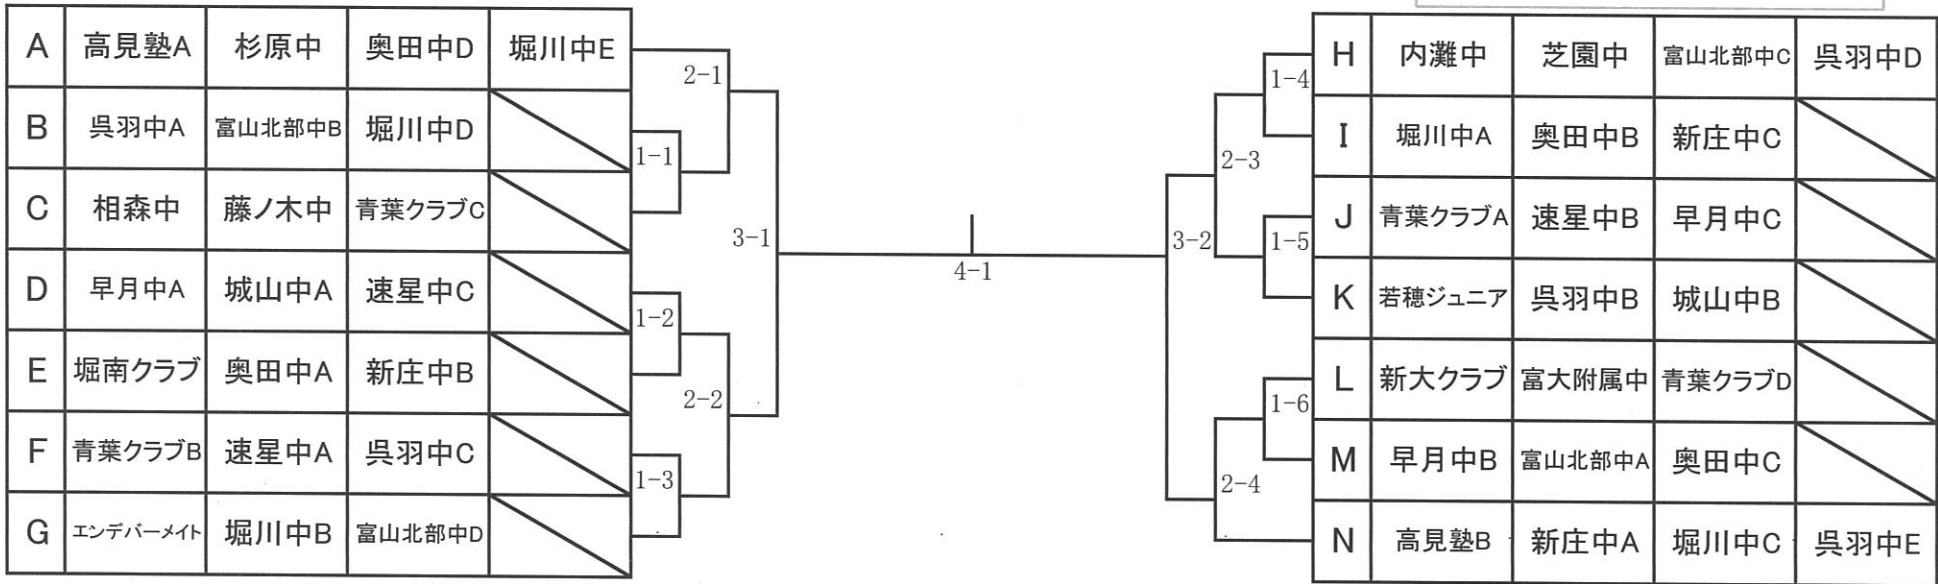 A 高見塾A 杉原中 奥田中D 堀川中E
B 呉羽中A 富山北部中B 堀川中D
C 相森中 藤ノ木中 青葉クラブC
D 早月中A 城山中A 速星中C
E 堀南クラブ 奥田中A 新庄中B
F 青葉クラブB 速星中A 呉羽中C
G エンデバーメイト 堀川中B 富山北部中D
2-1
1-1
3-1
1-2
2-2
1-3
4-1
1-4
2-3
3-2
1-5
1-6
2-4
H 内灘中 芝園中 富山北部中C 呉羽中D
I 堀川中A 奥田中B 新庄中C
J 青葉クラブA 速星中B 早月中C
K 若穂ジュニア 呉羽中B 城山中B
L 新大クラブ 富大附属中 青葉クラブD
M 早月中B 富山北部中A 奥田中C
N 高見塾B 新庄中A 堀川中C 呉羽中E